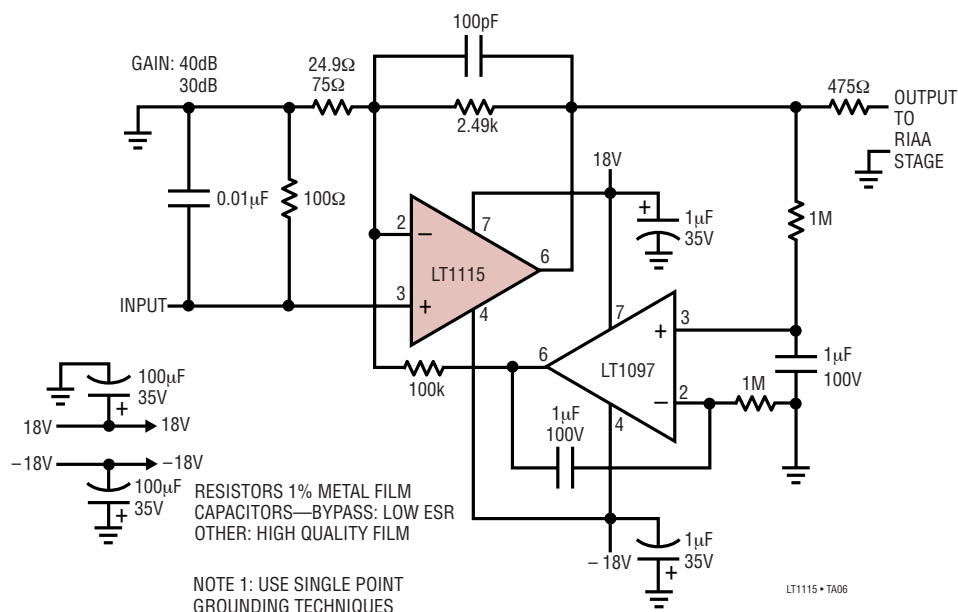 100pF
GAIN: 40dB
30dB
24.9Ω
75Ω
2.49k
475Ω
OUTPUT
TO
RIAA
STAGE
18V
0.01μF
100Ω
+
1μF
35V
1M
2
−
7
6
LT1115
3
+
4
INPUT
7
+
3
6
LT1097
1μF
100V
100k
−
2
1M
4
1μF
100V
100μF
35V
+
18V
18V
−18V
−18V
100μF
35V
+
RESISTORS 1% METAL FILM
CAPACITORS—BYPASS: LOW ESR
OTHER: HIGH QUALITY FILM
−18V
1μF
35V
+
NOTE 1: USE SINGLE POINT
GROUNDING TECHNIQUES
LT1115 • TA06